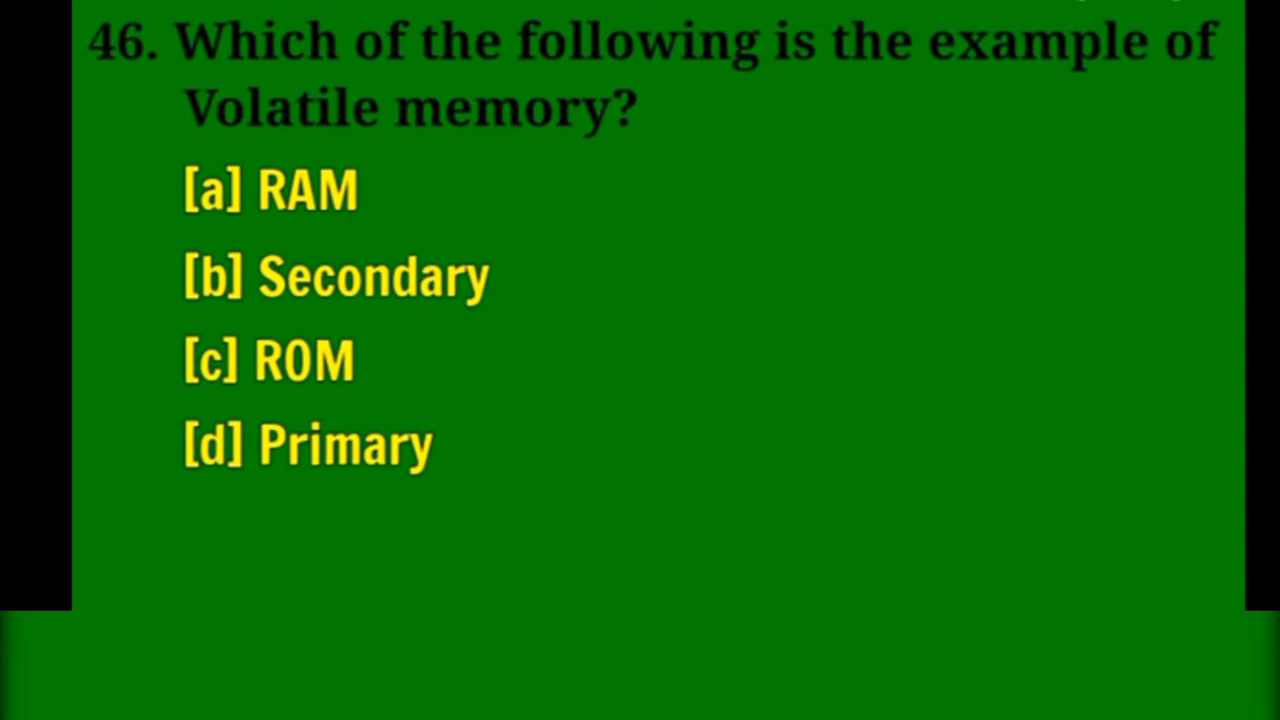 46. Which of the following is the example of
Volatile memory?
[a] RAM
[b] Secondary
[c] ROM
[d] Primary